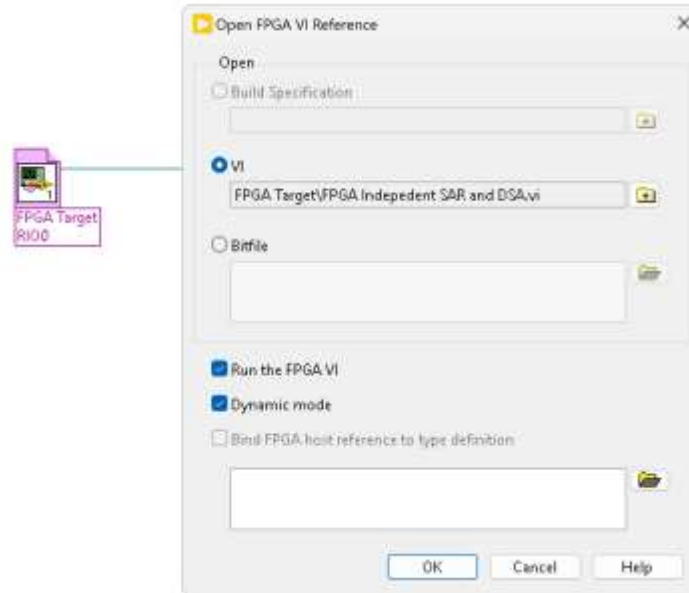 Open FPGA VI Reference
Open
Build Specification
VI
FPGA Target\FPGA Indepedent SAR and DSA.vi
1
FPGA Target
RIO0
Bitfile
Run the FPGA VI
Dynamic mode
Bind FPGA host reference to type definition
OK Cancel Help